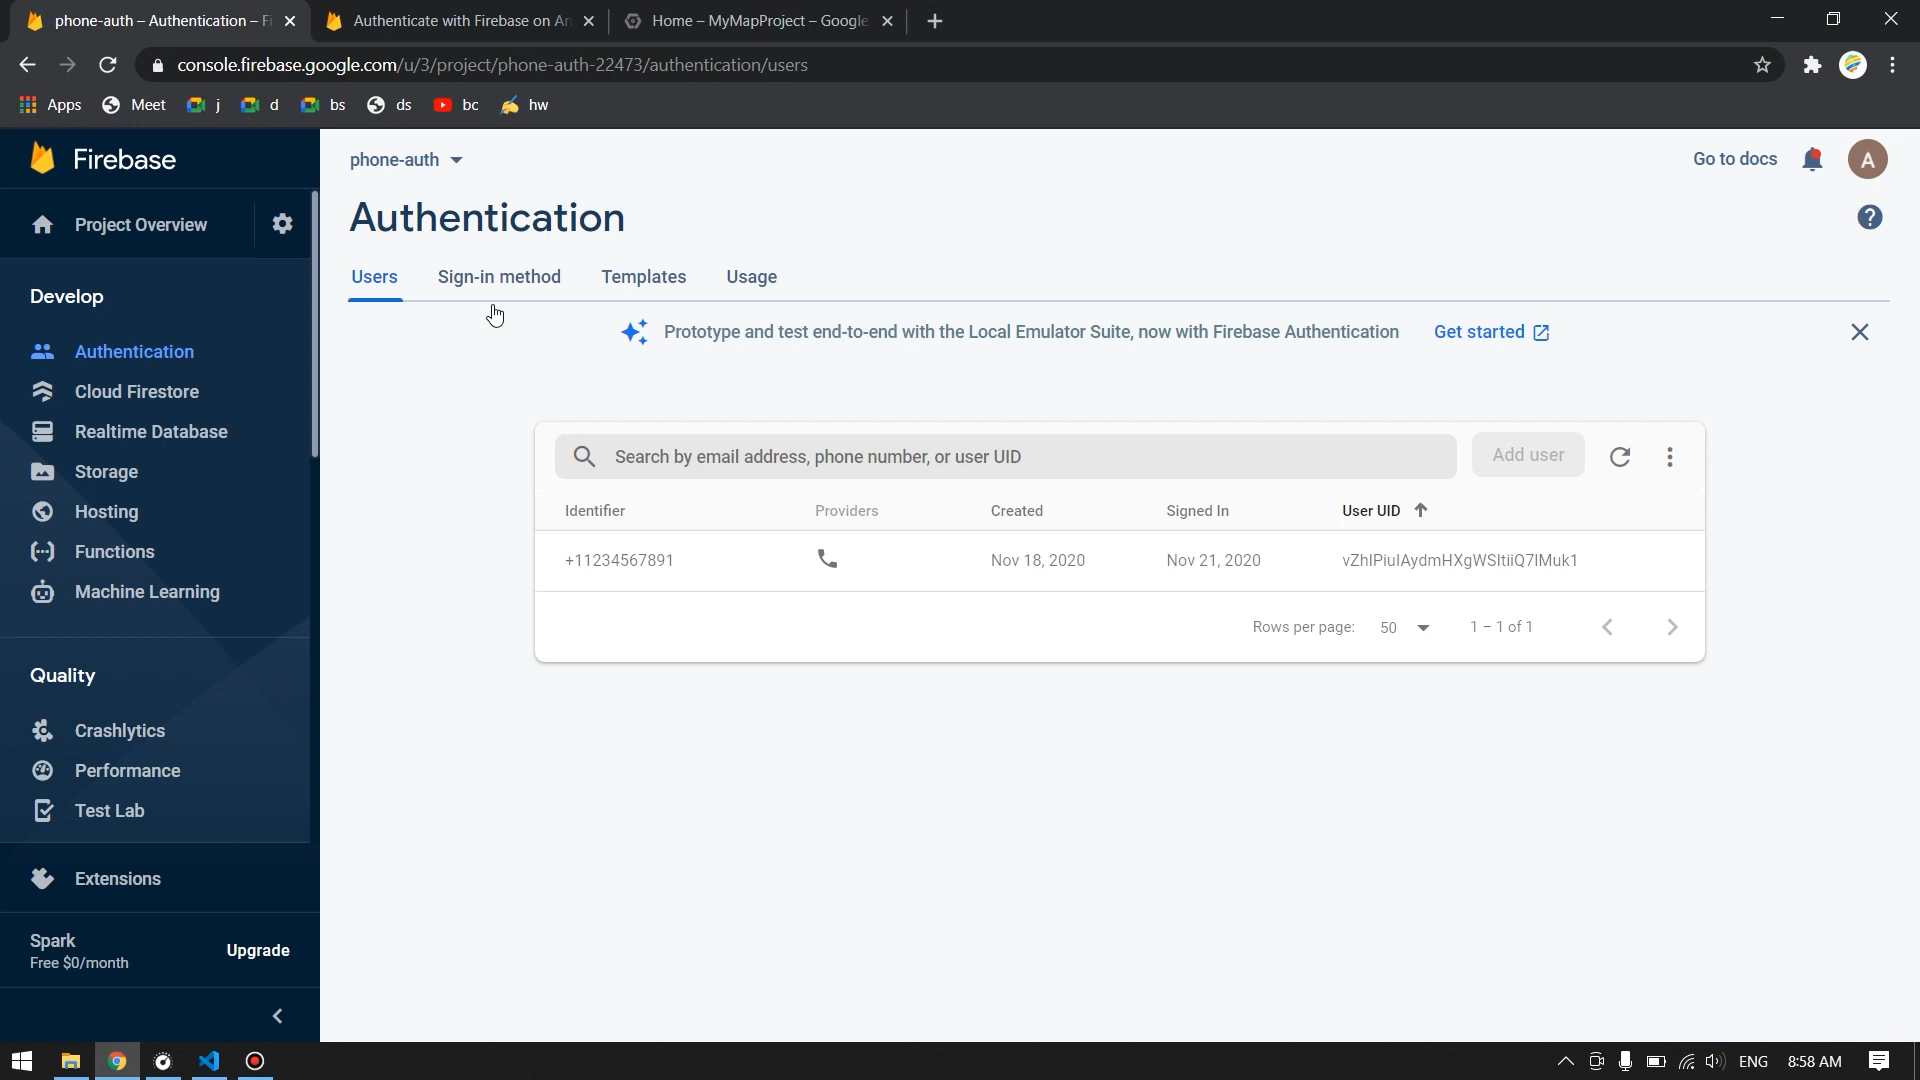 phone-auth – Authentication – Fi
Authenticate with Firebase on An
Home – MyMapProject – Google
console.firebase.google.com/u/3/project/phone-auth-22473/authentication/users
Apps Meet j d bs ds bc hw
Firebase
Project Overview
Develop
Authentication
Cloud Firestore
Realtime Database
Storage
Hosting
Functions
Machine Learning
Quality
Crashlytics
Performance
Test Lab
Extensions
Spark
Free $0/month
Upgrade
phone-auth
Go to docs
A
Authentication
Users Sign-in method Templates Usage
Prototype and test end-to-end with the Local Emulator Suite, now with Firebase Authentication Get started
Search by email address, phone number, or user UID
Add user
Identifier Providers Created Signed In User UID
+11234567891 Nov 18, 2020 Nov 21, 2020 vZhlPiulAydmHXgWSltiiQ7lMuk1
Rows per page: 50 1 – 1 of 1
ENG 8:58 AM